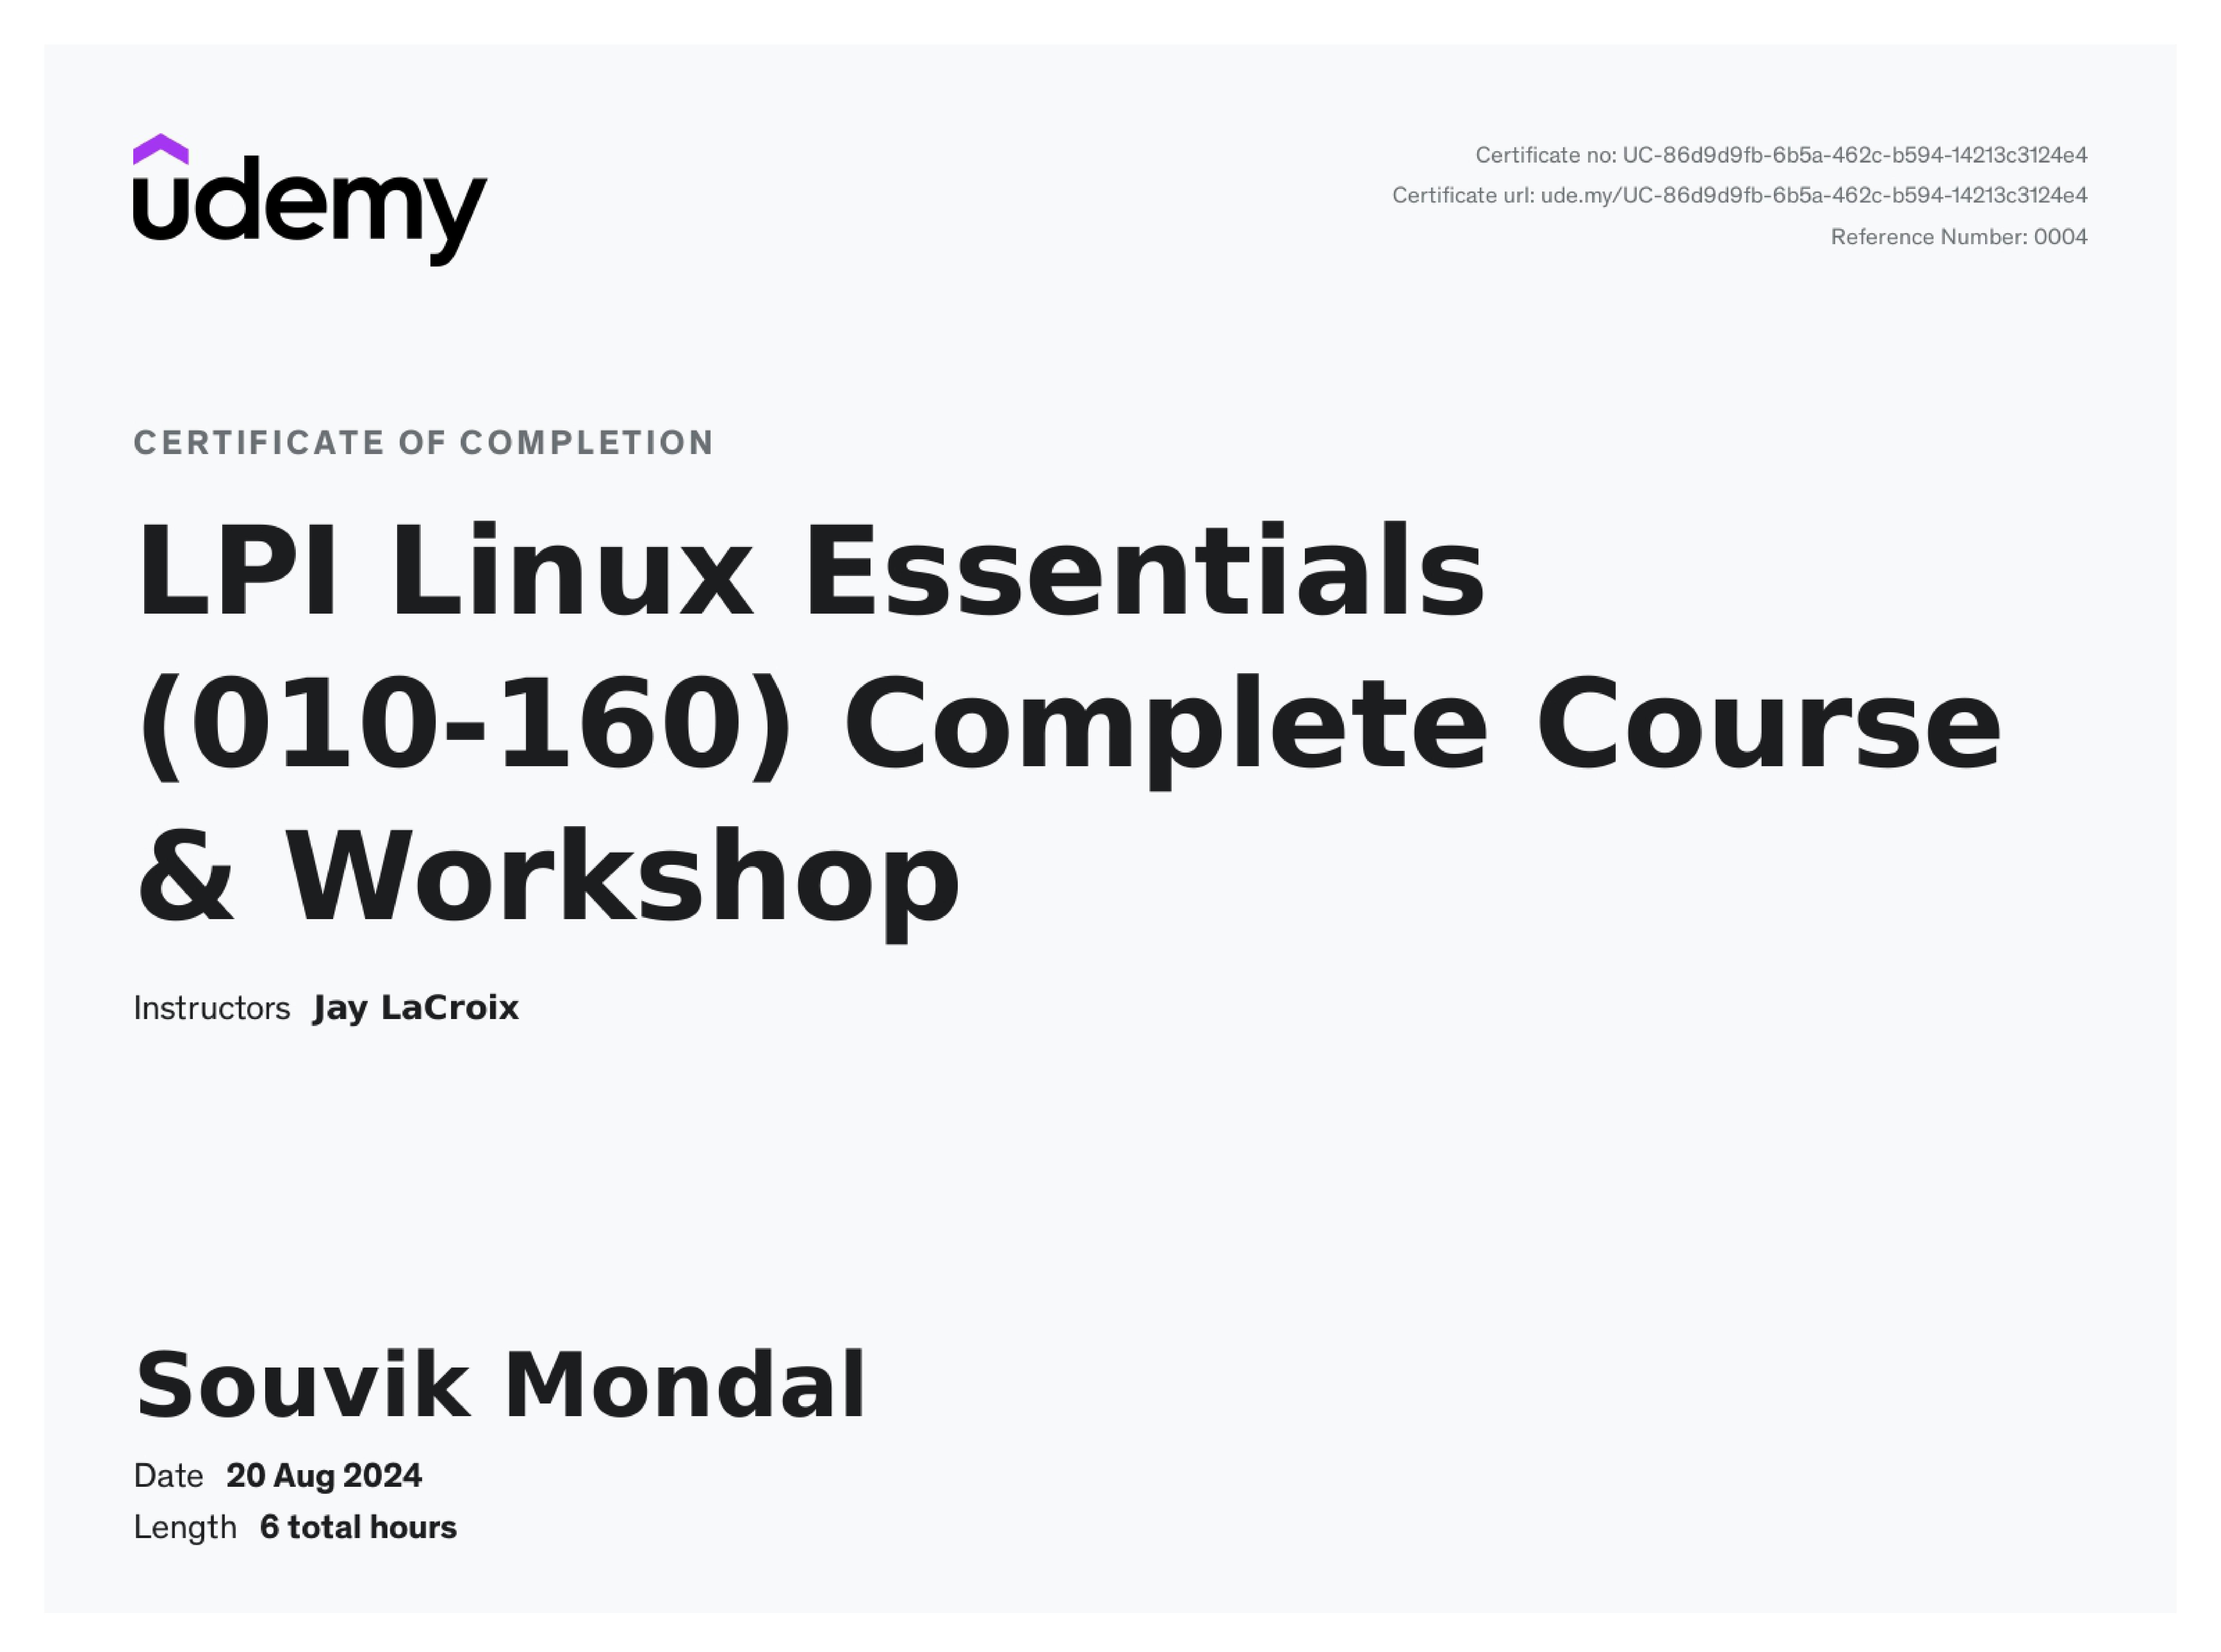 udemy
Certificate no: UC-86d9d9fb-6b5a-462c-b594-14213c3124e4
Certificate url: ude.my/UC-86d9d9fb-6b5a-462c-b594-14213c3124e4
Reference Number: 0004
CERTIFICATE OF COMPLETION
LPI Linux Essentials
(010-160) Complete Course
& Workshop
Instructors Jay LaCroix
Souvik Mondal
Date 20 Aug 2024
Length 6 total hours